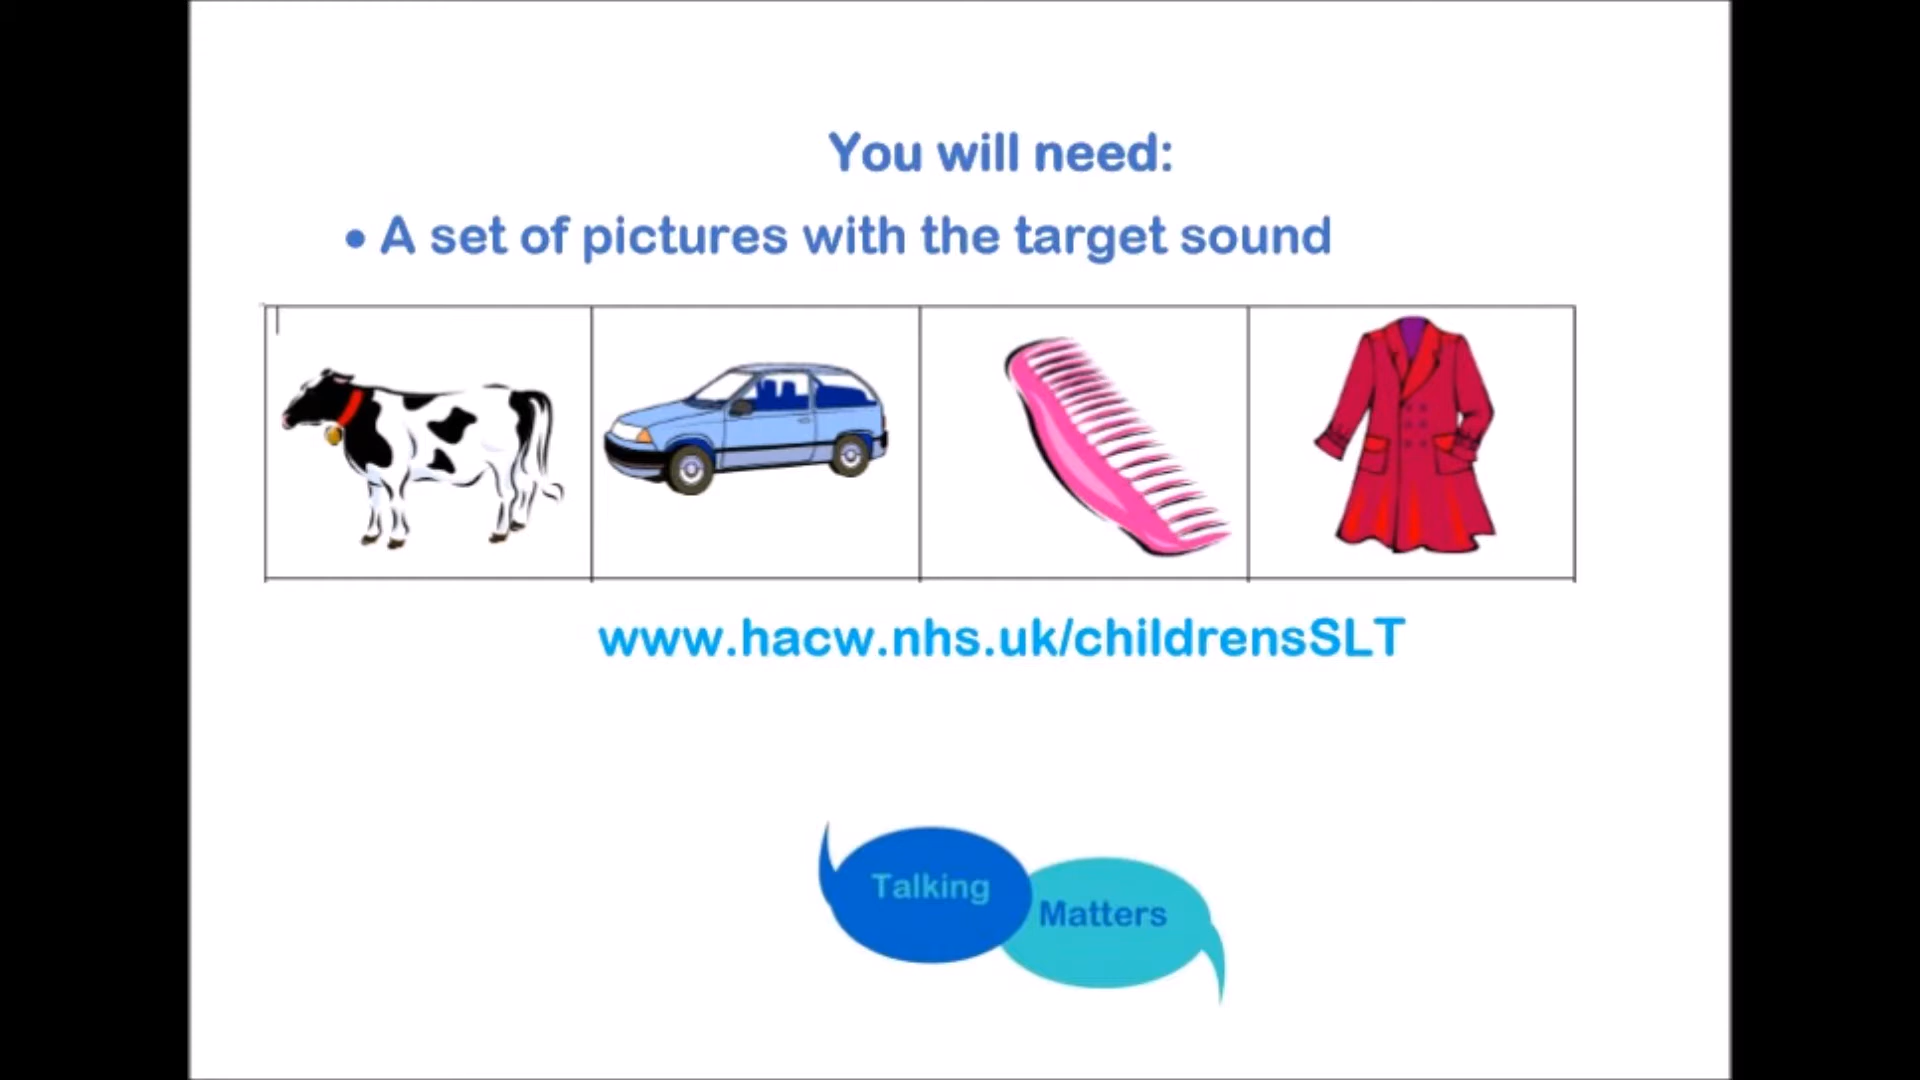 You will need:
• A set of pictures with the target sound
www.hacw.nhs.uk/childrensSLT
Talking
Matters